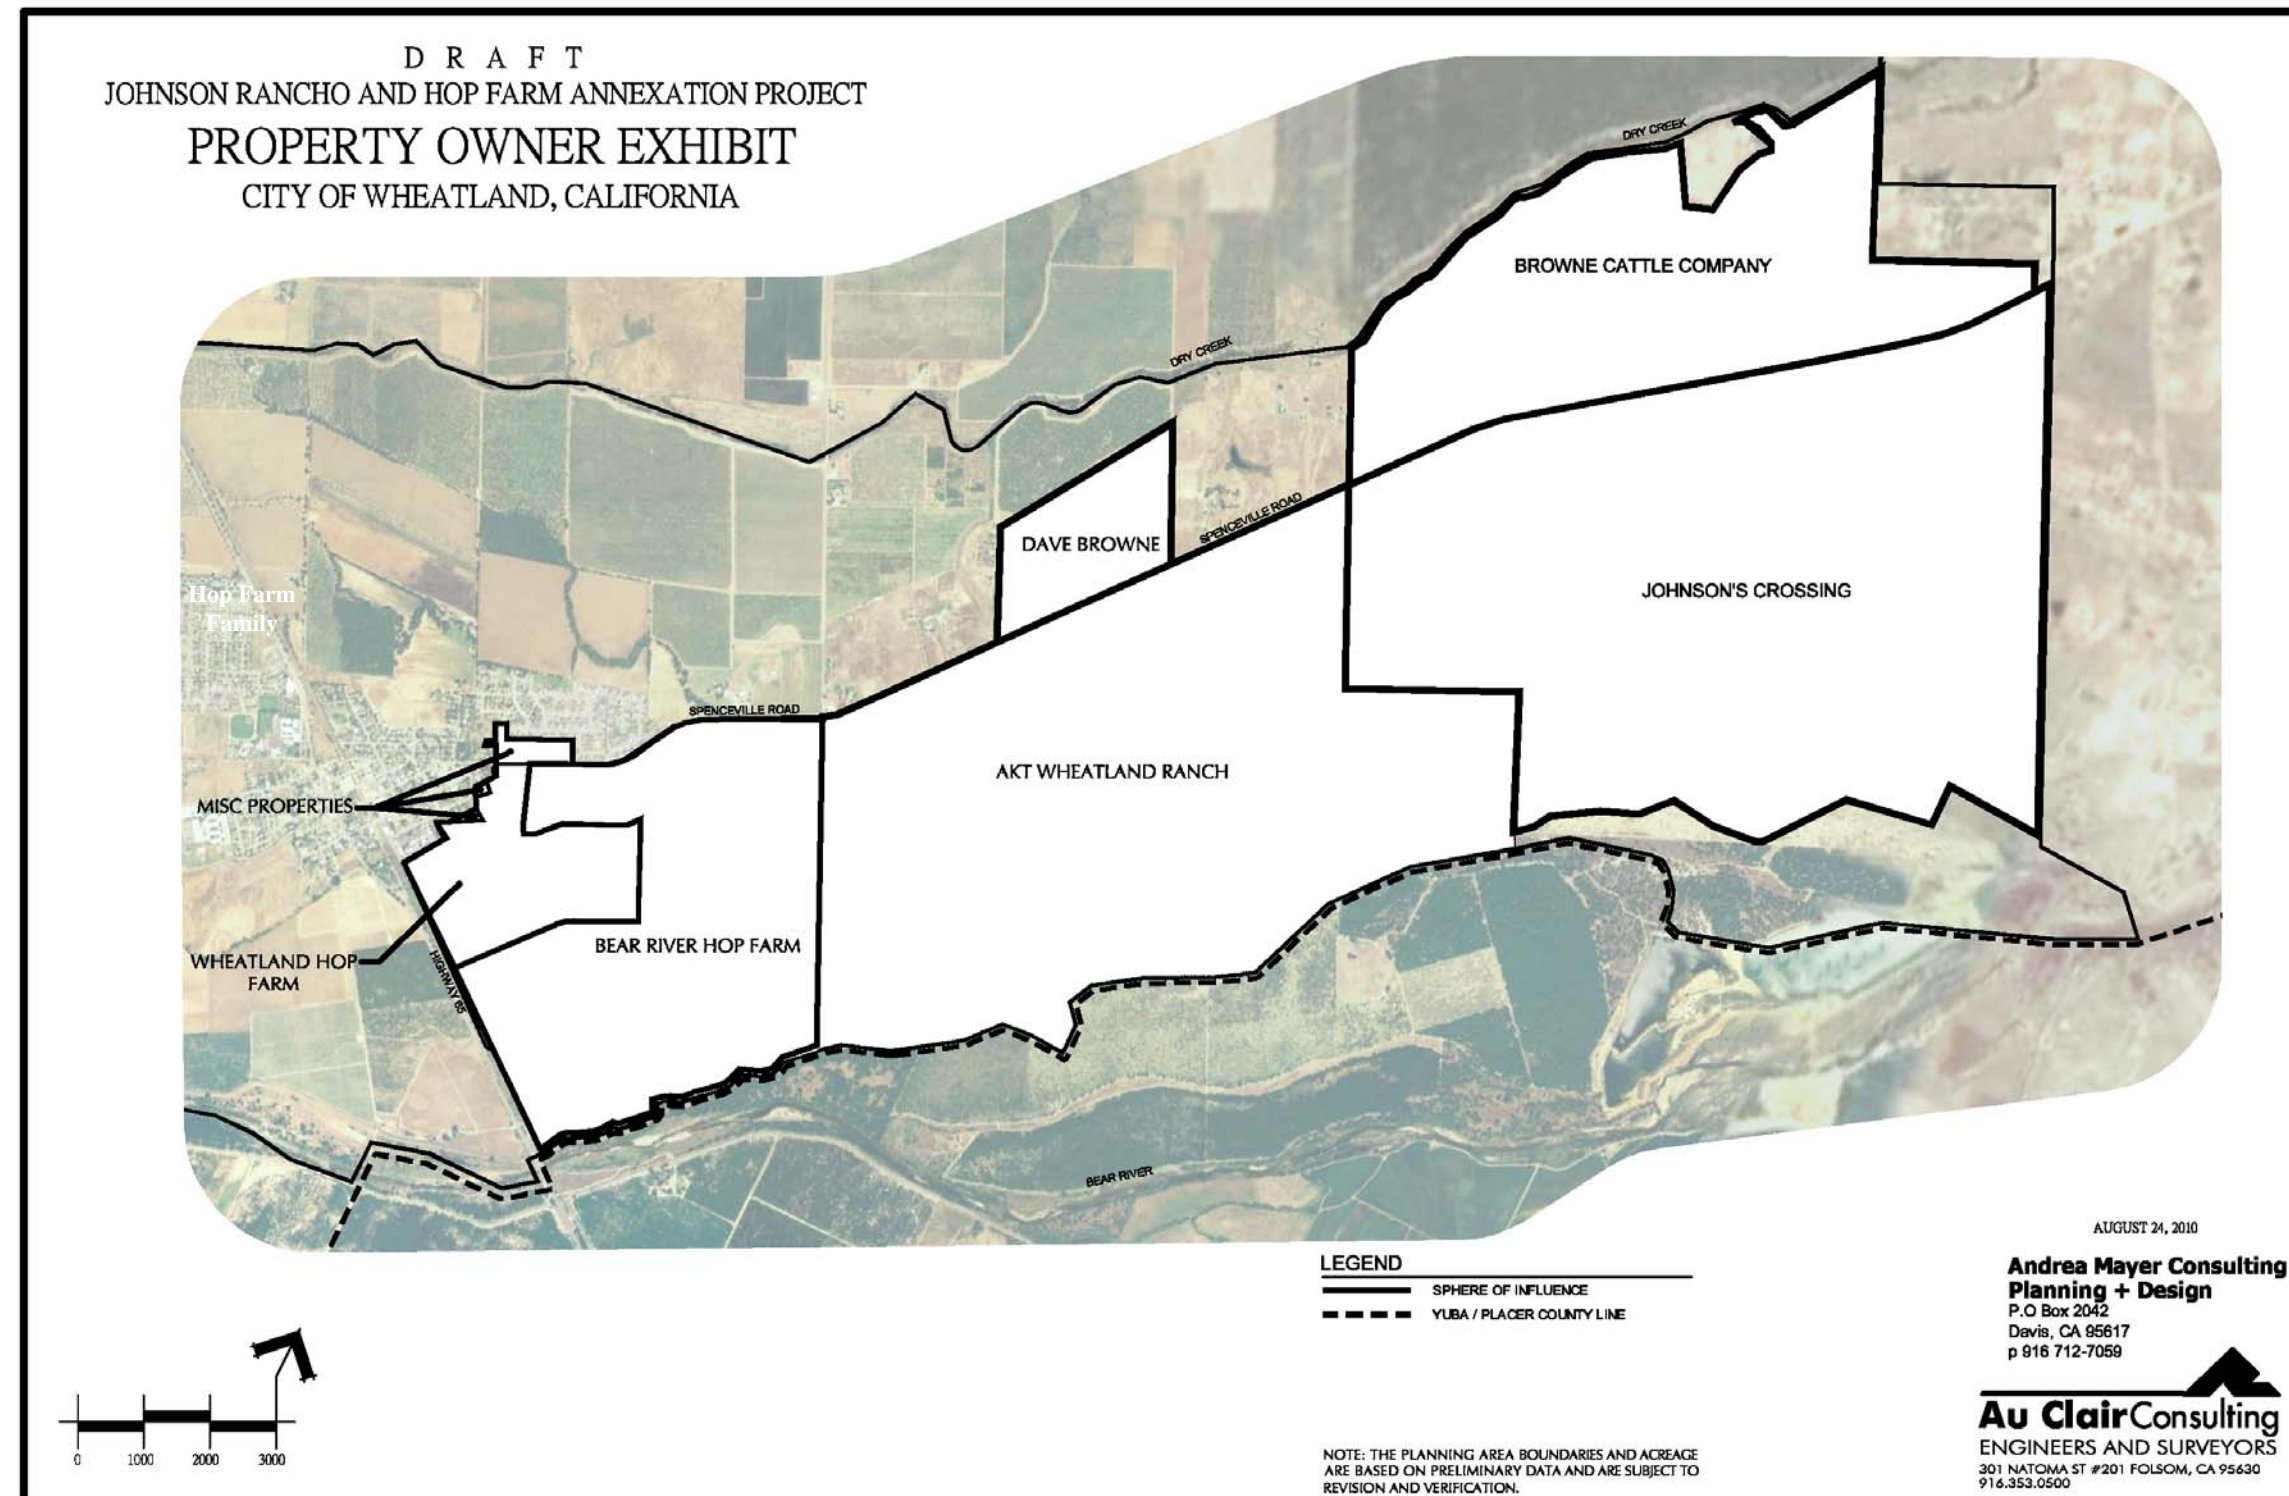 D R A F T
JOHNSON RANCHO AND HOP FARM ANNEXATION PROJECT
PROPERTY OWNER EXHIBIT
CITY OF WHEATLAND, CALIFORNIA
DRY CREEK
BROWNE CATTLE COMPANY
DRY CREEK
SPENCEVILLE ROAD
DAVE BROWNE
JOHNSON'S CROSSING
Hop Farm
Family
SPENCEVILLE ROAD
AKT WHEATLAND RANCH
MISC PROPERTIES
BEAR RIVER HOP FARM
WHEATLAND HOP
FARM
HIGHWAY 65
BEAR RIVER
LEGEND
SPHERE OF INFLUENCE
YUBA / PLACER COUNTY LINE
AUGUST 24, 2010
Andrea Mayer Consulting
Planning + Design
P.O Box 2042
Davis, CA 95617
p 916 712-7059
Au Clair Consulting
ENGINEERS AND SURVEYORS
301 NATOMA ST #201 FOLSOM, CA 95630
916.353.0500
0 1000 2000 3000
NOTE: THE PLANNING AREA BOUNDARIES AND ACREAGE
ARE BASED ON PRELIMINARY DATA AND ARE SUBJECT TO
REVISION AND VERIFICATION.